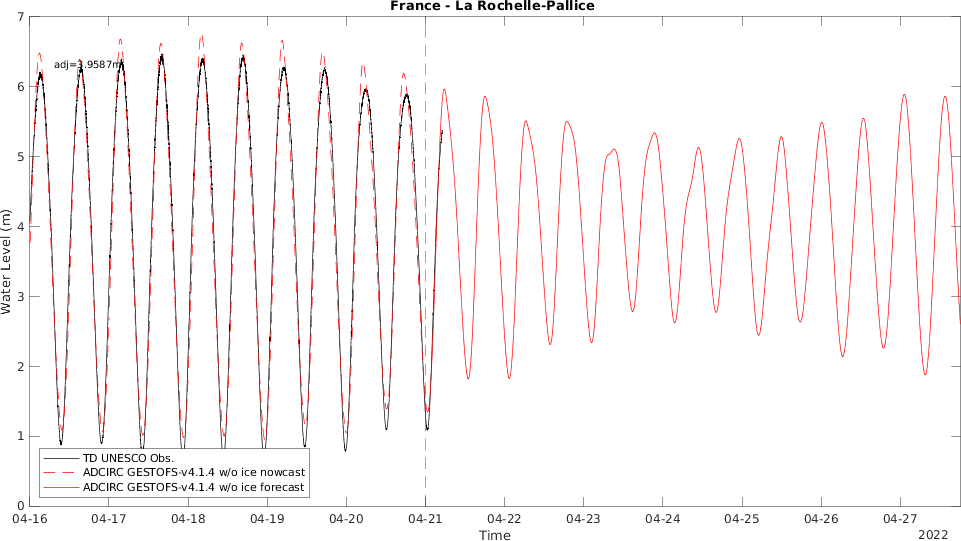 France - La Rochelle-Pallice
adj=3.9587m
Water Level (m)
7
6
5
4
3
2
1
0
TD UNESCO Obs.
ADCIRC GESTOFS-v4.1.4 w/o ice nowcast
ADCIRC GESTOFS-v4.1.4 w/o ice forecast
04-16 04-17 04-18 04-19 04-20 04-21 04-22 04-23 04-24 04-25 04-26 04-27
Time
2022